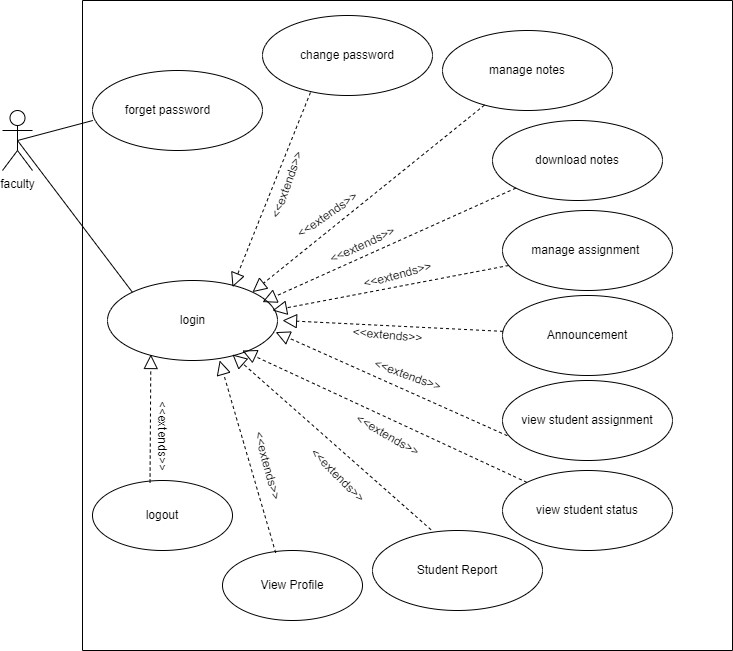 change password
manage notes
forget password
download notes
faculty
<<extends>>
<<extends>>
<<extends>>
manage assignment
<<extends>>
login
<<extends>>
Announcement
<<extends>>
view student assignment
<<extends>>
<<extends>>
<<extends>>
<<extends>>
view student status
logout
Student Report
View Profile